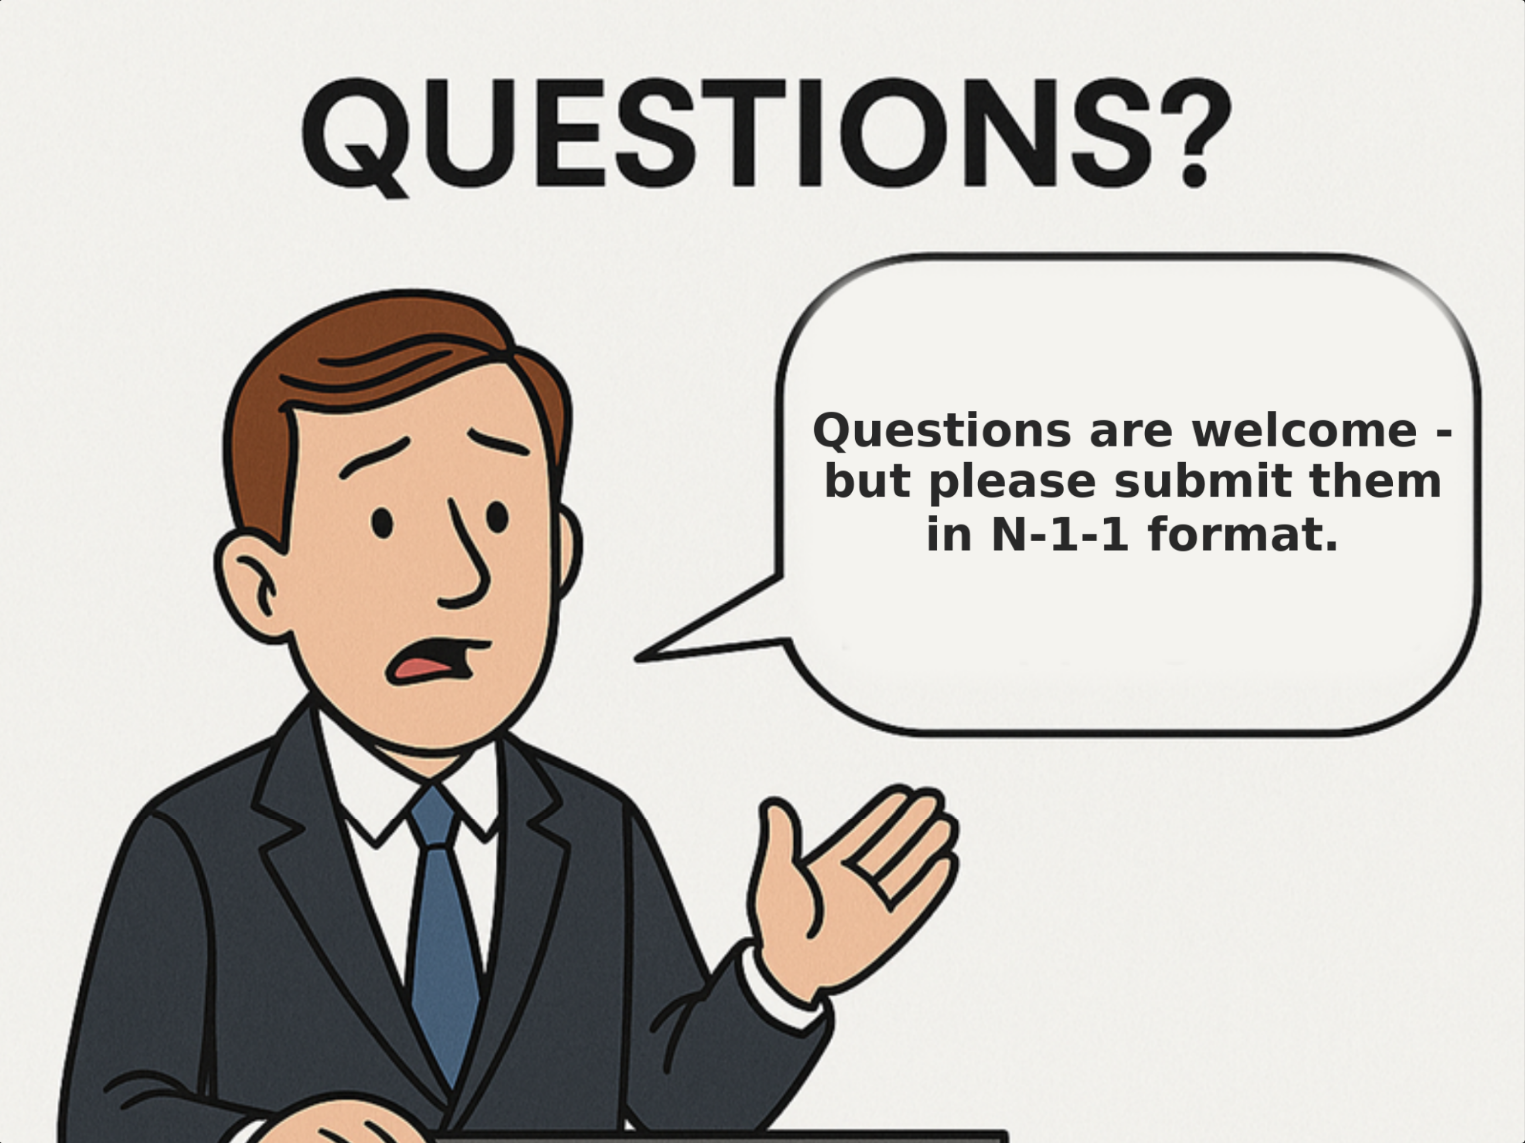 QUESTIONS?
Questions are welcome -
but please submit them
in N-1-1 format.